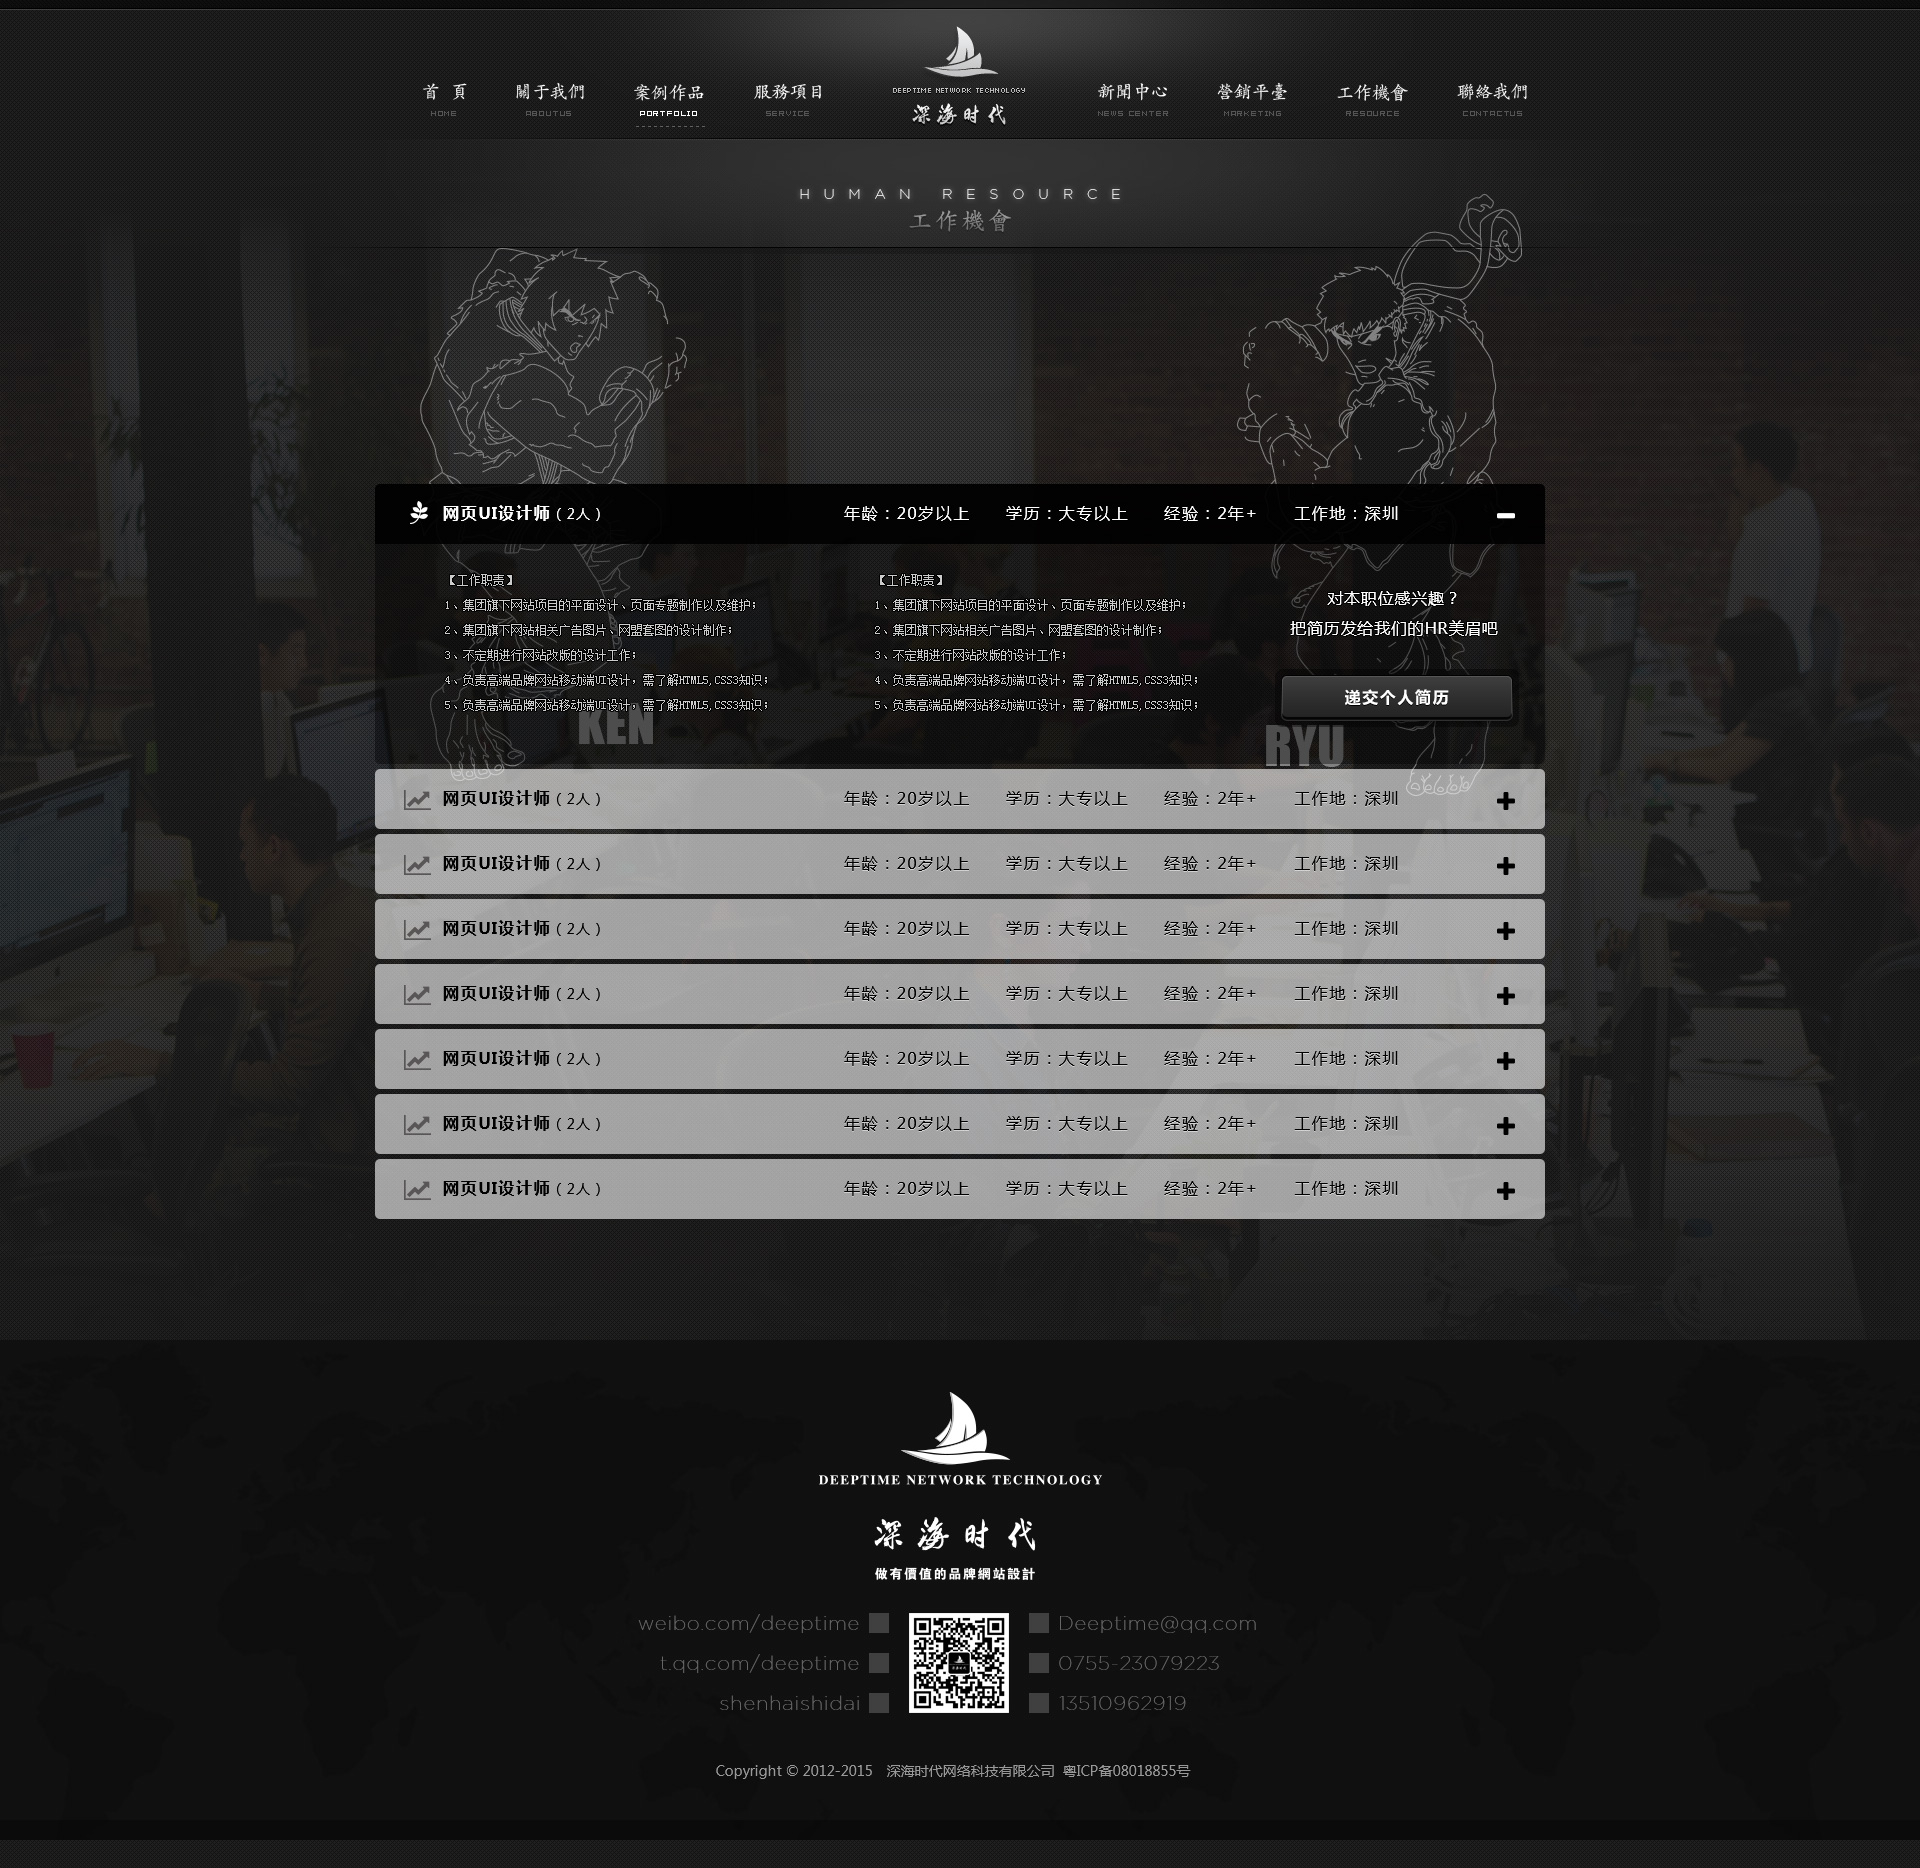 首 頁 關于我們 案例作品 服務項目 新聞中心 營銷平臺 工作機會 聯絡我們
HOME ABOUTUS PORTFOLIO SERVICE DEEPTIME NETWORK TECHNOLOGY NEWS CENTER MARKETING RESOURCE CONTACTUS
深海时代
HUMAN RESOURCE
工作機會
网页UI设计师（2人） 年龄：20岁以上 学历：大专以上 经验：2年+ 工作地：深圳
【工作职责】
1、集团旗下网站项目的平面设计、页面专题制作以及维护；
2、集团旗下网站相关广告图片、网盟套图的设计制作；
3、不定期进行网站改版的设计工作；
4、负责高端品牌网站移动端UI设计，需了解HTML5,CSS3知识；
5、负责高端品牌网站移动端UI设计，需了解HTML5,CSS3知识；
【工作职责】
1、集团旗下网站项目的平面设计、页面专题制作以及维护；
2、集团旗下网站相关广告图片、网盟套图的设计制作；
3、不定期进行网站改版的设计工作；
4、负责高端品牌网站移动端UI设计，需了解HTML5,CSS3知识；
5、负责高端品牌网站移动端UI设计，需了解HTML5,CSS3知识；
对本职位感兴趣？
把简历发给我们的HR美眉吧
递交个人简历
KEN
RYU
网页UI设计师（2人） 年龄：20岁以上 学历：大专以上 经验：2年+ 工作地：深圳
网页UI设计师（2人） 年龄：20岁以上 学历：大专以上 经验：2年+ 工作地：深圳
网页UI设计师（2人） 年龄：20岁以上 学历：大专以上 经验：2年+ 工作地：深圳
网页UI设计师（2人） 年龄：20岁以上 学历：大专以上 经验：2年+ 工作地：深圳
网页UI设计师（2人） 年龄：20岁以上 学历：大专以上 经验：2年+ 工作地：深圳
网页UI设计师（2人） 年龄：20岁以上 学历：大专以上 经验：2年+ 工作地：深圳
网页UI设计师（2人） 年龄：20岁以上 学历：大专以上 经验：2年+ 工作地：深圳
DEEPTIME NETWORK TECHNOLOGY
深海时代
做有價值的品牌網站設計
weibo.com/deeptime
t.qq.com/deeptime
shenhaishidai
Deeptime@qq.com
0755-23079223
13510962919
Copyright © 2012-2015 深海时代网络科技有限公司 粤ICP备08018855号